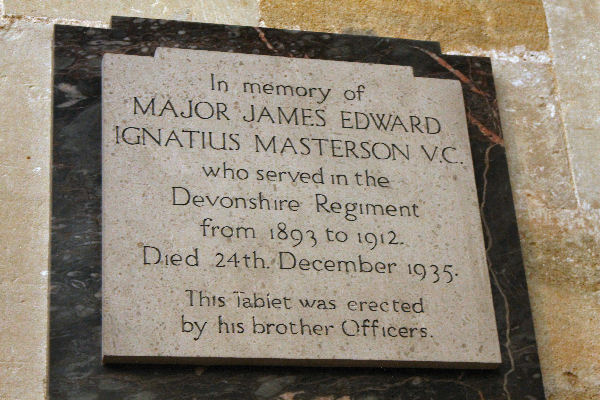 In memory of
MAJOR JAMES EDWARD
IGNATIUS MASTERSON V.C.
who served in the
Devonshire Regiment
from 1893 to 1912.
Died 24th. December 1935.
This Tablet was erected
by his brother Officers.